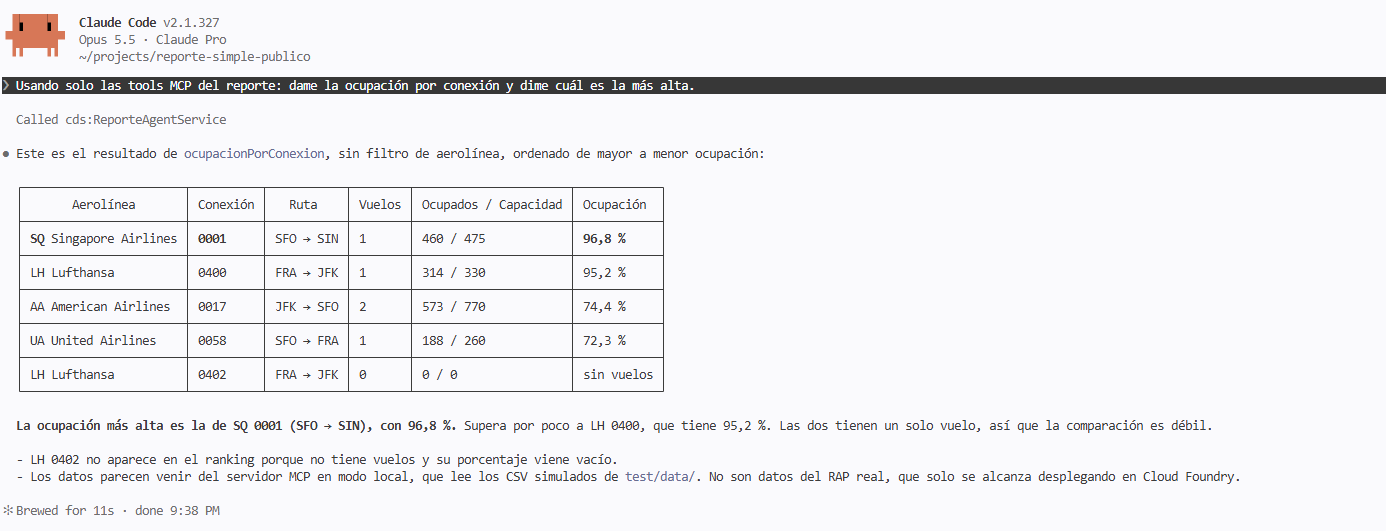 Claude Code v2.1.327
Opus 5.5 · Claude Pro
~/projects/reporte-simple-publico
❯ Usando solo las tools MCP del reporte: dame la ocupación por conexión y dime cuál es la más alta.
Called cds:ReporteAgentService
● Este es el resultado de ocupacionPorConexion, sin filtro de aerolínea, ordenado de mayor a menor ocupación:
Aerolínea Conexión Ruta Vuelos Ocupados / Capacidad Ocupación
SQ Singapore Airlines 0001 SFO → SIN 1 460 / 475 96,8 %
LH Lufthansa 0400 FRA → JFK 1 314 / 330 95,2 %
AA American Airlines 0017 JFK → SFO 2 573 / 770 74,4 %
UA United Airlines 0058 SFO → FRA 1 188 / 260 72,3 %
LH Lufthansa 0402 FRA → JFK 0 0 / 0 sin vuelos
La ocupación más alta es la de SQ 0001 (SFO → SIN), con 96,8 %. Supera por poco a LH 0400, que tiene 95,2 %. Las dos tienen un solo vuelo, así que la comparación es débil.
- LH 0402 no aparece en el ranking porque no tiene vuelos y su porcentaje viene vacío.
- Los datos parecen venir del servidor MCP en modo local, que lee los CSV simulados de test/data/. No son datos del RAP real, que solo se alcanza desplegando en Cloud Foundry.
✻ Brewed for 11s · done 9:38 PM